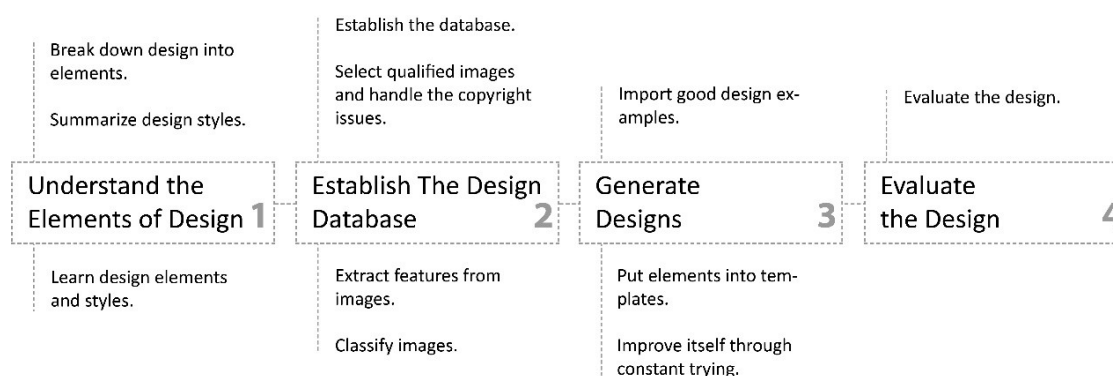 Break down design into
elements.
Summarize design styles.
Understand the
Elements of Design 1
Learn design elements
and styles.
Establish the database.
Select qualified images
and handle the copyright
issues.
Establish The Design
Database 2
Extract features from
images.
Classify images.
Import good design ex-
amples.
Generate
Designs 3
Put elements into tem-
plates.
Improve itself through
constant trying.
Evaluate the design.
Evaluate
the Design 4